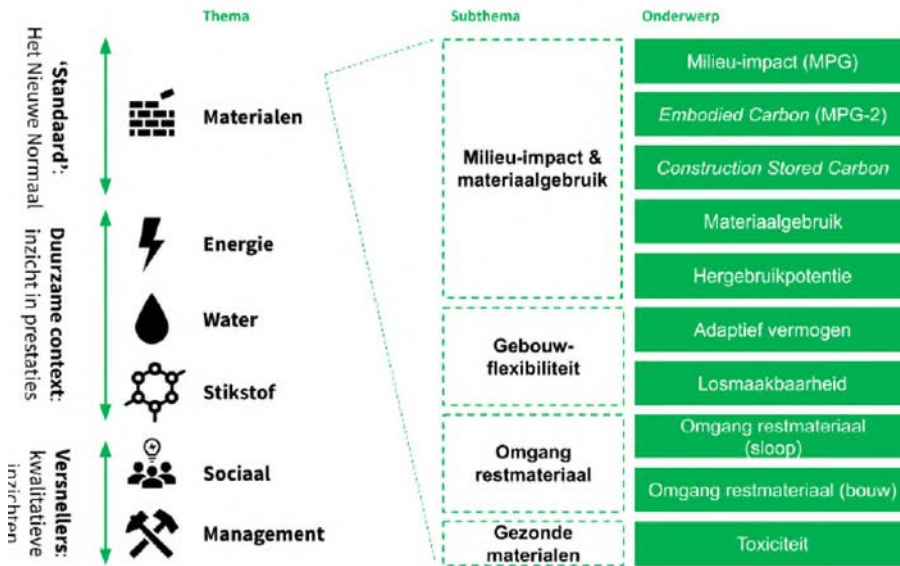 Thema
Subthema
Onderwerp
'Standaard':
Het Nieuwe Normaal
Duurzame context:
inzicht in prestaties
Versnellers:
kwalitatieve
inzichten
Materialen
Energie
Water
Stikstof
Sociaal
Management
Milieu-impact &
materiaalgebruik
Gebouw-
flexibiliteit
Omgang
restmateriaal
Gezonde
materialen
Milieu-impact (MPG)
Embodied Carbon (MPG-2)
Construction Stored Carbon
Materiaalgebruik
Hergebruikpotentie
Adaptief vermogen
Losmaakbaarheid
Omgang restmateriaal
(sloop)
Omgang restmateriaal (bouw)
Toxiciteit